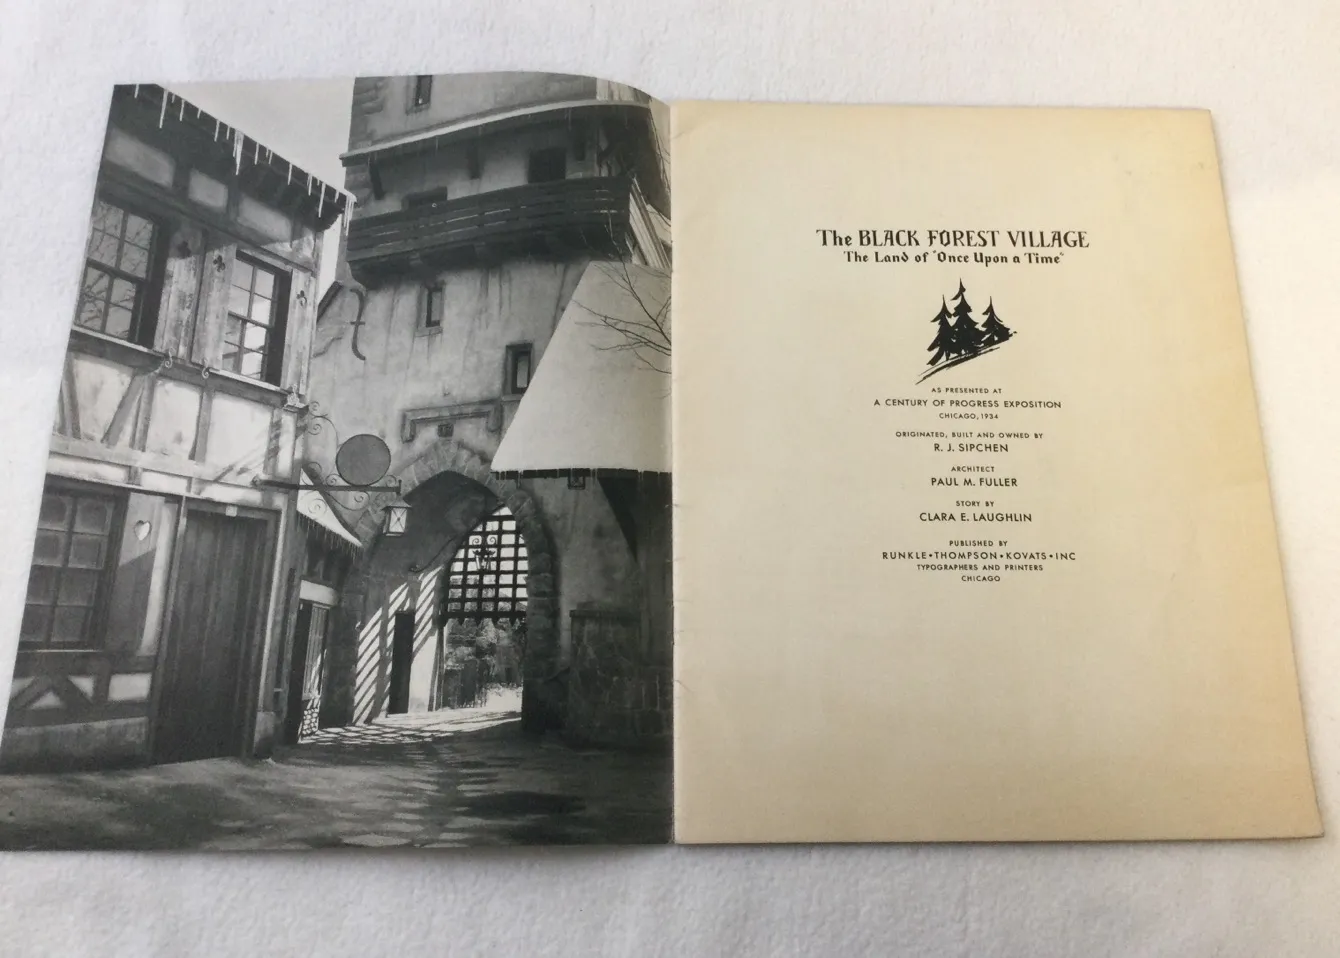 The BLACK FOREST VILLAGE
The Land of "Once Upon a Time"
AS PRESENTED AT
A CENTURY OF PROGRESS EXPOSITION
CHICAGO, 1934
ORIGINATED, BUILT AND OWNED BY
R. J. SIPCHEN
ARCHITECT
PAUL M. FULLER
STORY BY
CLARA E. LAUGHLIN
PUBLISHED BY
RUNKLE•THOMPSON•KOVATS•INC
TYPOGRAPHERS AND PRINTERS
CHICAGO